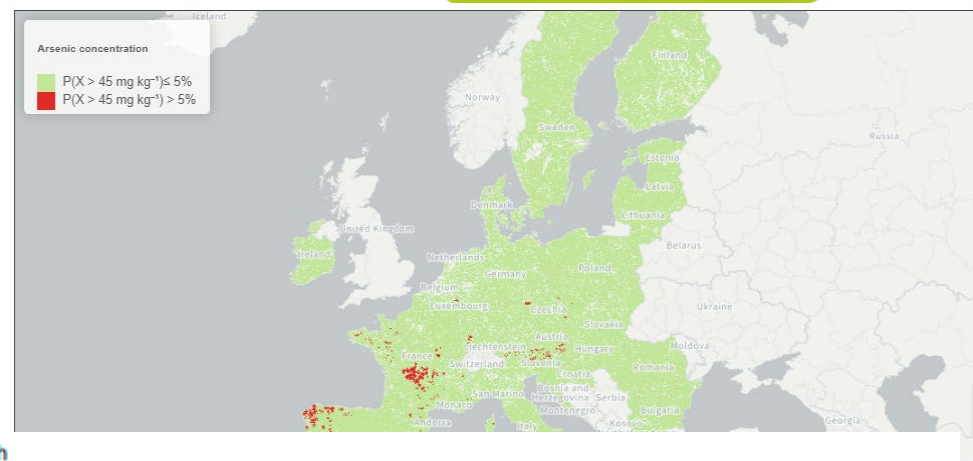 Iceland
Arsenic concentration
P(X > 45 mg kg⁻¹)≤ 5%
P(X > 45 mg kg⁻¹) > 5%
Finland
Norway
Sweden
Russia
Estonia
Latvia
Denmark
Lithuania
United Kingdom
Ireland
Belarus
Netherlands
Germany
Poland
Belgium
Luxembourg
Czechia
Ukraine
Slovakia
Austria
Liechtenstein
Hungary
Moldova
France
Switzerland
Slovenia
Croatia
Romania
San Marino
Bosnia and
Herzegovina
Serbia
Monaco
Montenegro
Bulgaria
Andorra
Italy
Kosovo
Georgia
h